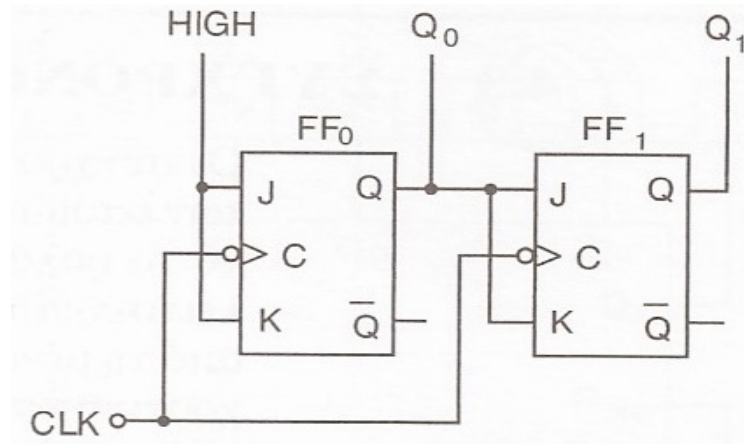 HIGH Q₀ Q₁
FF₀ FF₁
J Q J Q
C C
K Q̅ K Q̅
CLK